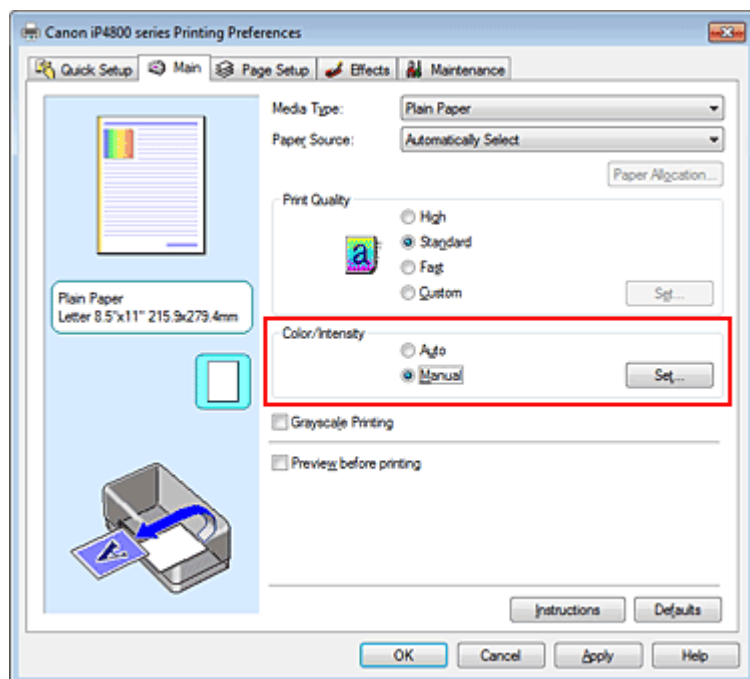 Canon iP4800 series Printing Preferences
Quick Setup Main Page Setup Effects Maintenance
Media Type: Plain Paper
Paper Source: Automatically Select
Paper Allocation...
Print Quality
High
a Standard
Fast
Custom Set...
Plain Paper
Letter 8.5"x11" 215.9x279.4mm
Color/Intensity
Auto
Manual Set...
Grayscale Printing
Preview before printing
A
Instructions Defaults
OK Cancel Apply Help